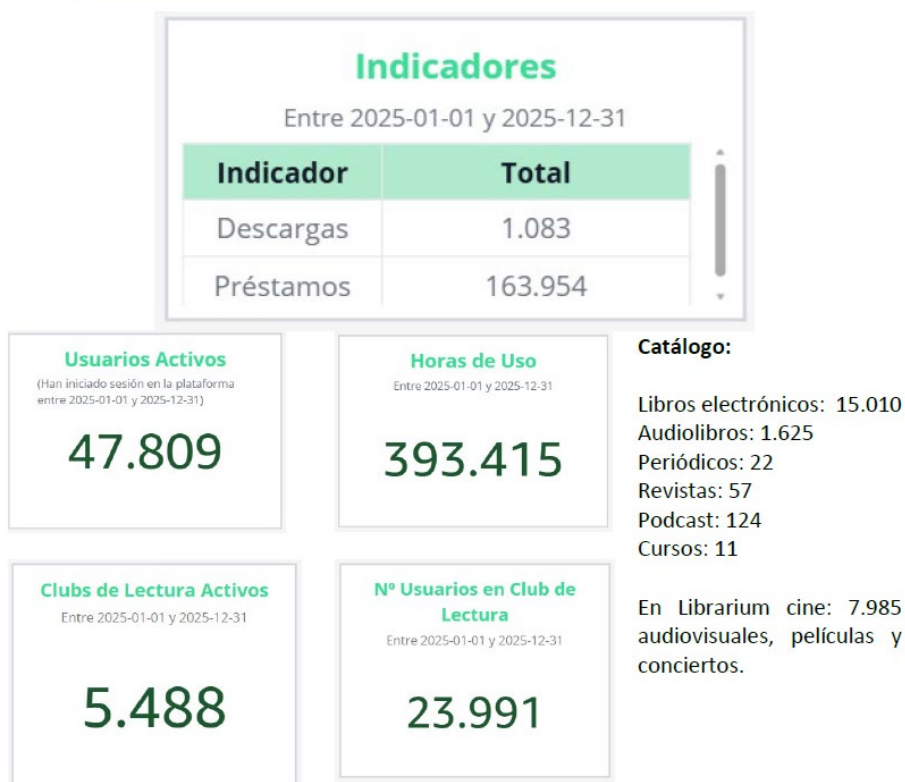 Indicadores
Entre 2025-01-01 y 2025-12-31
Indicador Total
Descargas 1.083
Préstamos 163.954
Usuarios Activos
(Han iniciado sesión en la plataforma
entre 2025-01-01 y 2025-12-31)
47.809
Horas de Uso
Entre 2025-01-01 y 2025-12-31
393.415
Catálogo:
Libros electrónicos: 15.010
Audiolibros: 1.625
Periódicos: 22
Revistas: 57
Podcast: 124
Cursos: 11
En Librarium cine: 7.985
audiovisuales, películas y
conciertos.
Clubs de Lectura Activos
Entre 2025-01-01 y 2025-12-31
5.488
Nº Usuarios en Club de
Lectura
Entre 2025-01-01 y 2025-12-31
23.991